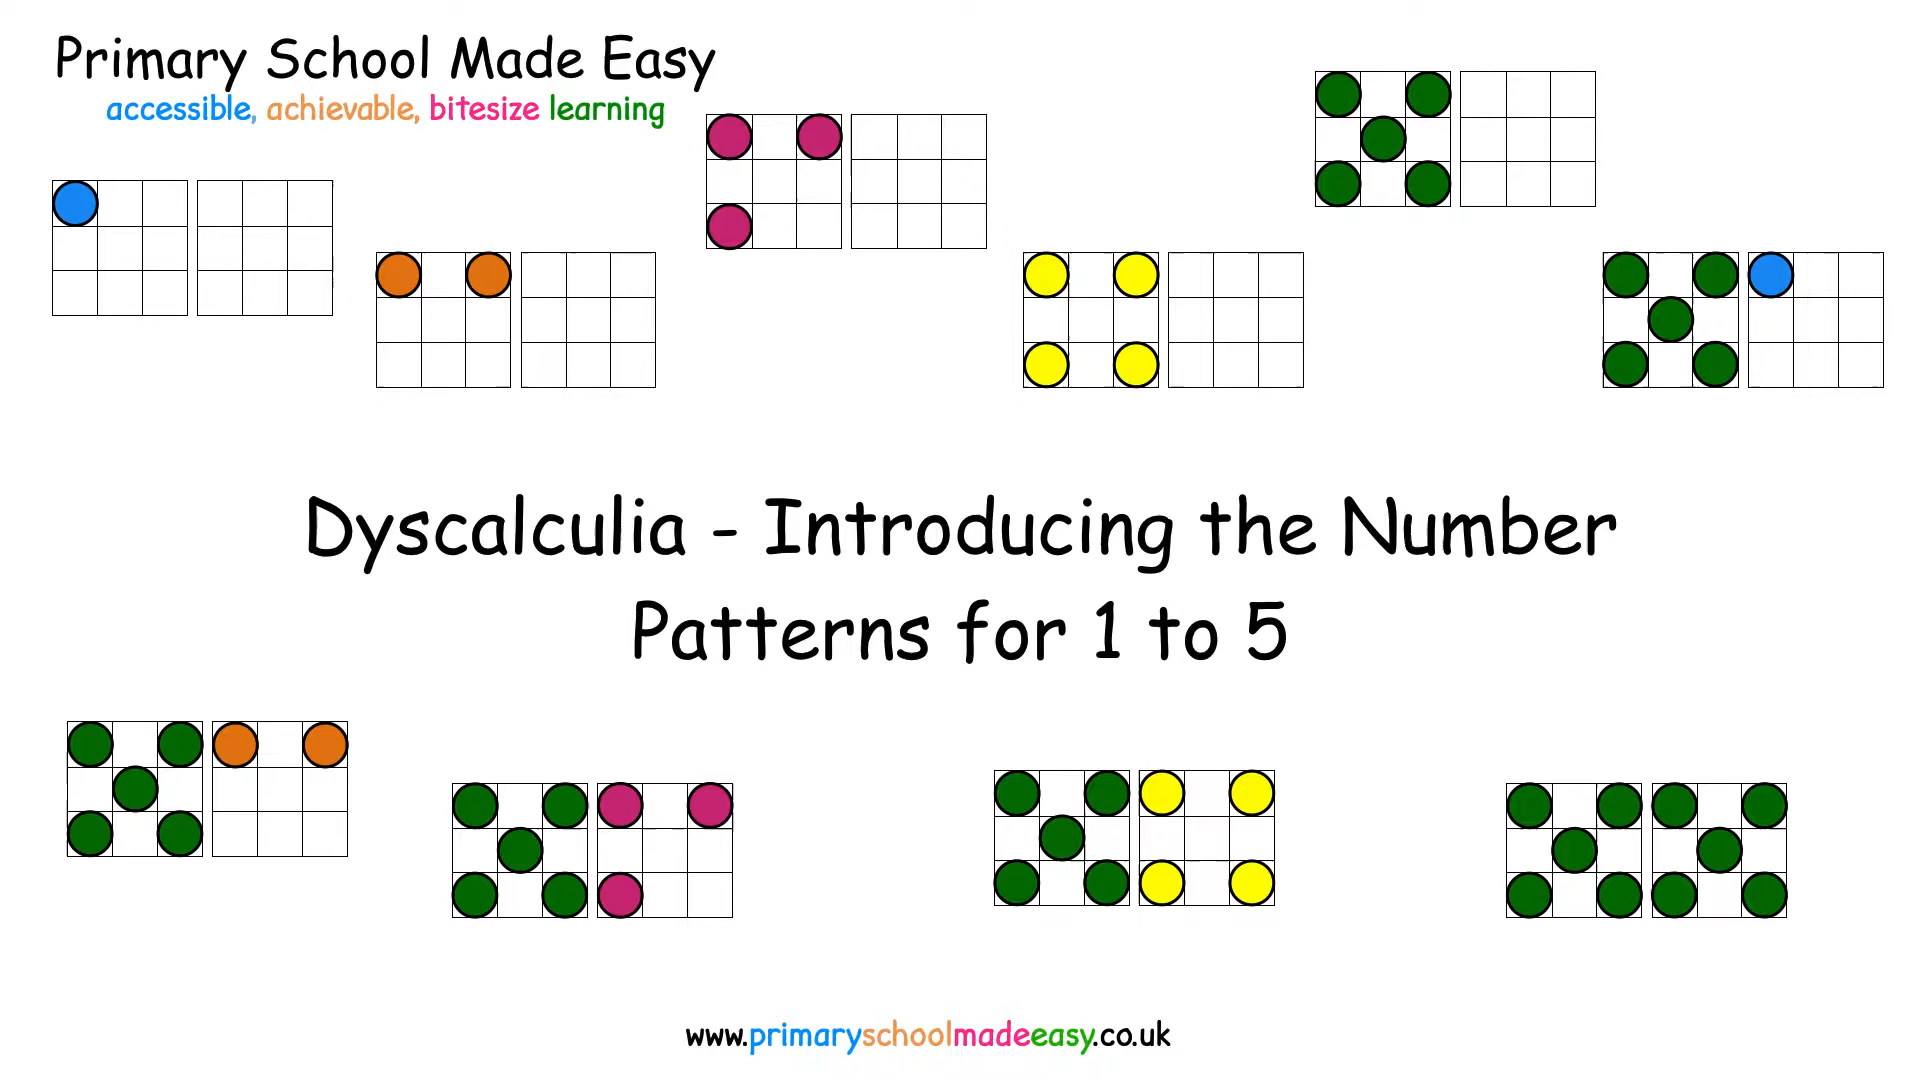 Primary School Made Easy
accessible, achievable, bitesize learning
Dyscalculia - Introducing the Number
Patterns for 1 to 5
www.primaryschoolmadeeasy.co.uk